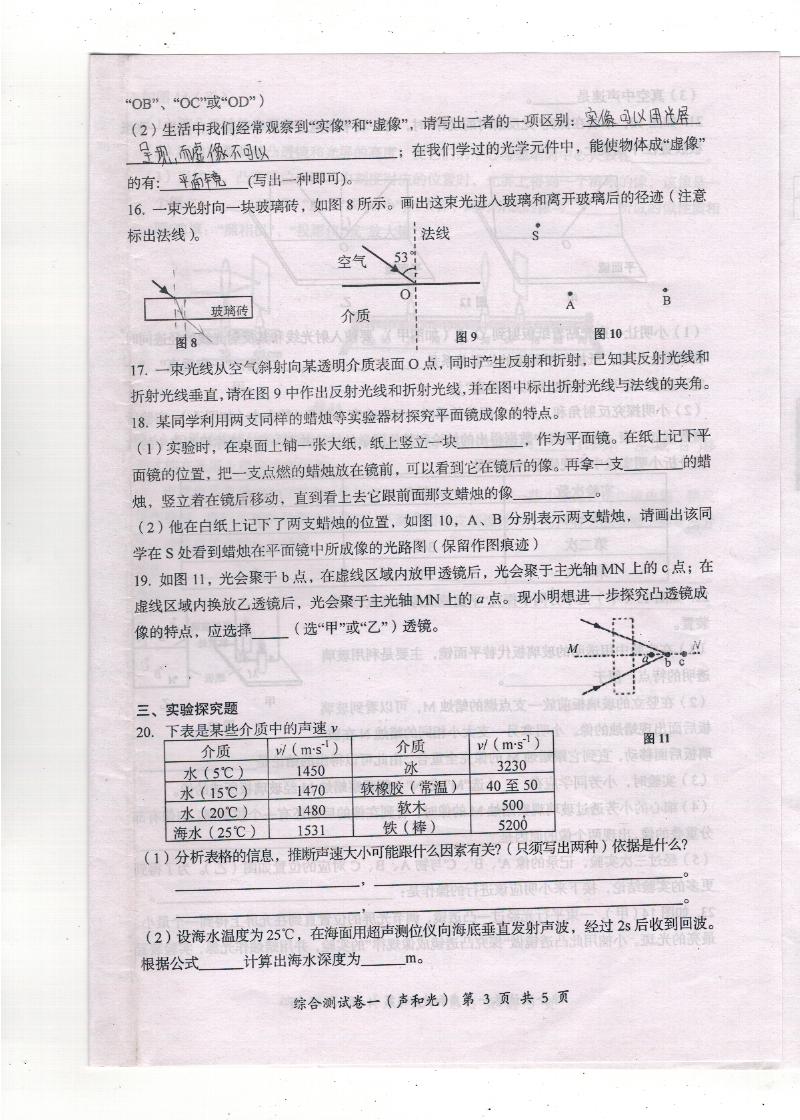 “OB”、“OC”或“OD”）
（2）生活中我们经常观察到“实像”和“虚像”，请写出二者的一项区别：实像可以用光屏
呈现,而虚像不可以；在我们学过的光学元件中，能使物体成“虚像”
的有：平面镜(写出一种即可)。
16. 一束光射向一块玻璃砖，如图 8 所示。画出这束光进入玻璃和离开玻璃后的径迹（注意
标出法线）。
法线
S
空气
53°
O
介质
玻璃砖
A
B
图 8
图 9
图 10
17. 一束光线从空气斜射向某透明介质表面 O 点，同时产生反射和折射，已知其反射光线和
折射光线垂直，请在图 9 中作出反射光线和折射光线，并在图中标出折射光线与法线的夹角。
18. 某同学利用两支同样的蜡烛等实验器材探究平面镜成像的特点。
（1）实验时，在桌面上铺一张大纸，纸上竖立一块______，作为平面镜。在纸上记下平
面镜的位置，把一支点燃的蜡烛放在镜前，可以看到它在镜后的像。再拿一支______的蜡
烛，竖立着在镜后移动，直到看上去它跟前面那支蜡烛的像______。
（2）他在白纸上记下了两支蜡烛的位置，如图 10，A、B 分别表示两支蜡烛，请画出该同
学在 S 处看到蜡烛在平面镜中所成像的光路图（保留作图痕迹）
19. 如图 11，光会聚于 b 点，在虚线区域内放甲透镜后，光会聚于主光轴 MN 上的 c 点；在
虚线区域内换放乙透镜后，光会聚于主光轴 MN 上的 a 点。现小明想进一步探究凸透镜成
像的特点，应选择_____（选“甲”或“乙”）透镜。
M
a
b
c
N
图 11
三、实验探究题
20. 下表是某些介质中的声速 v
介质 v/（m·s⁻¹） 介质 v/（m·s⁻¹）
水（5℃） 1450 冰 3230
水（15℃） 1470 软橡胶（常温） 40 至 50
水（20℃） 1480 软木 500
海水（25℃） 1531 铁（棒） 5200
（1）分析表格的信息，推断声速大小可能跟什么因素有关?（只须写出两种）依据是什么?
______，______。
______，______。
（2）设海水温度为25℃，在海面用超声测位仪向海底垂直发射声波，经过 2s 后收到回波。
根据公式______计算出海水深度为______m。
综合测试卷一（声和光） 第 3 页 共 5 页